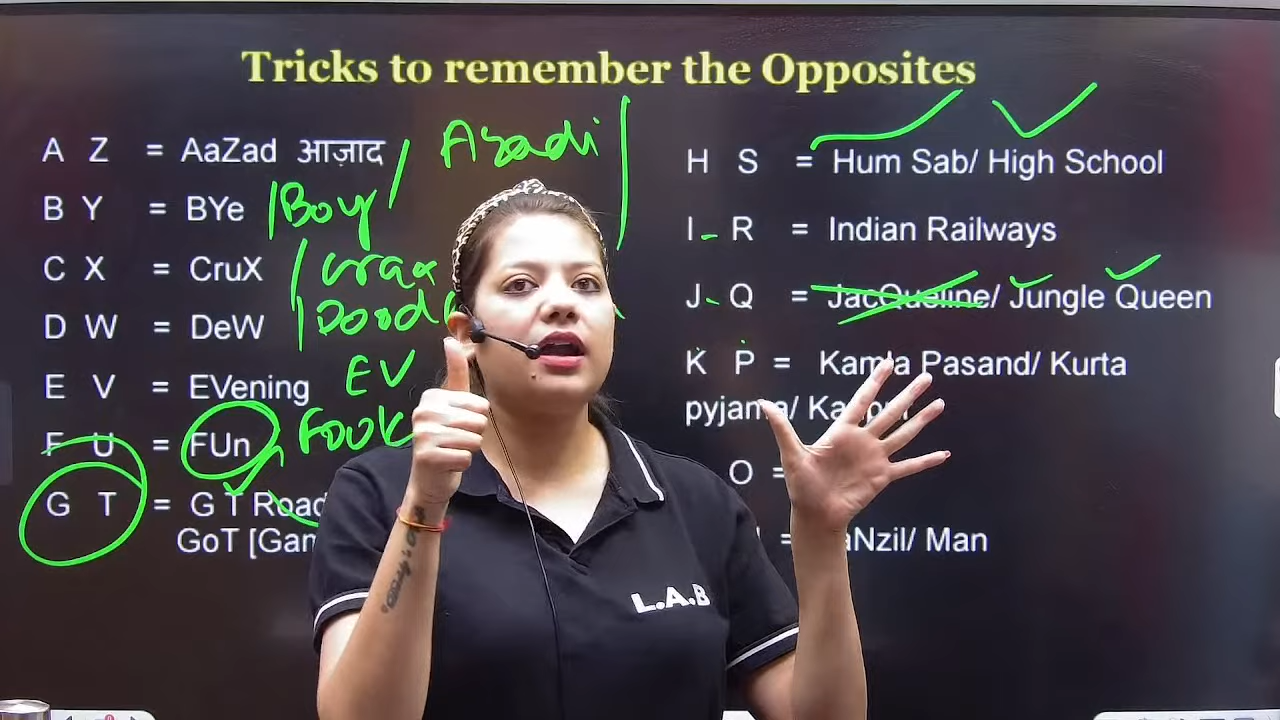 Tricks to remember the Opposites
A Z = AaZad आज़ाद / Azadi
B Y = BYe / Boy
C X = CruX / Crax
D W = DeW /
E V = EVening EV
F U = FUn
G T = G T Road
GoT [Gam
H S = Hum Sab/ High School
I - R = Indian Railways
J - Q = JacQueline/ Jungle Queen
K P = Kamla Pasand/ Kurta
pyjama/
O =
= Man
L.A.B